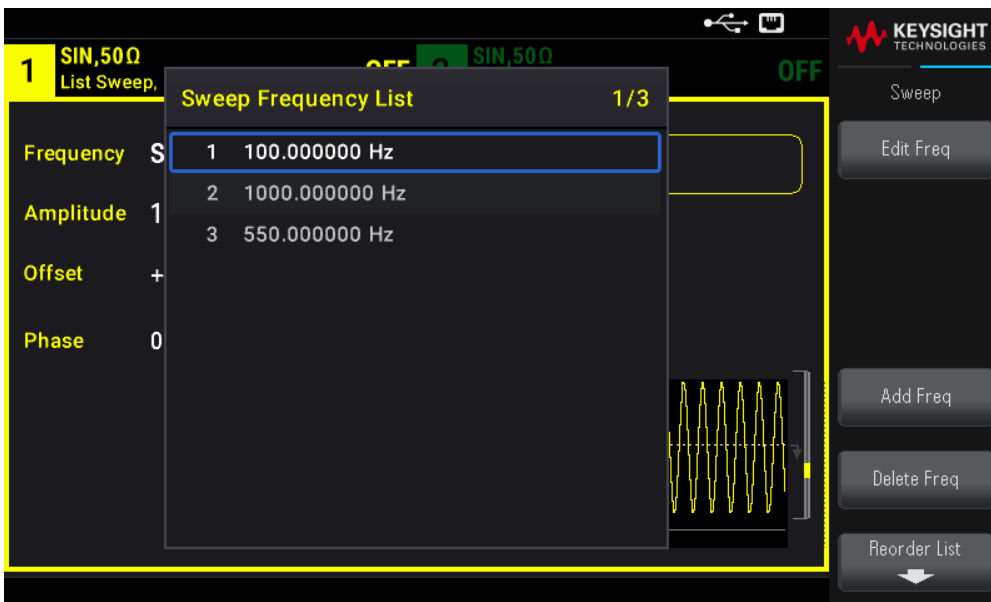 KEYSIGHT
TECHNOLOGIES
1
SIN,50Ω
List Sweep,
SIN,50Ω
OFF
Sweep
Sweep Frequency List 1/3
1 100.000000 Hz
2 1000.000000 Hz
3 550.000000 Hz
Frequency S
Amplitude 1
Offset +
Phase 0
Edit Freq
Add Freq
Delete Freq
Reorder List